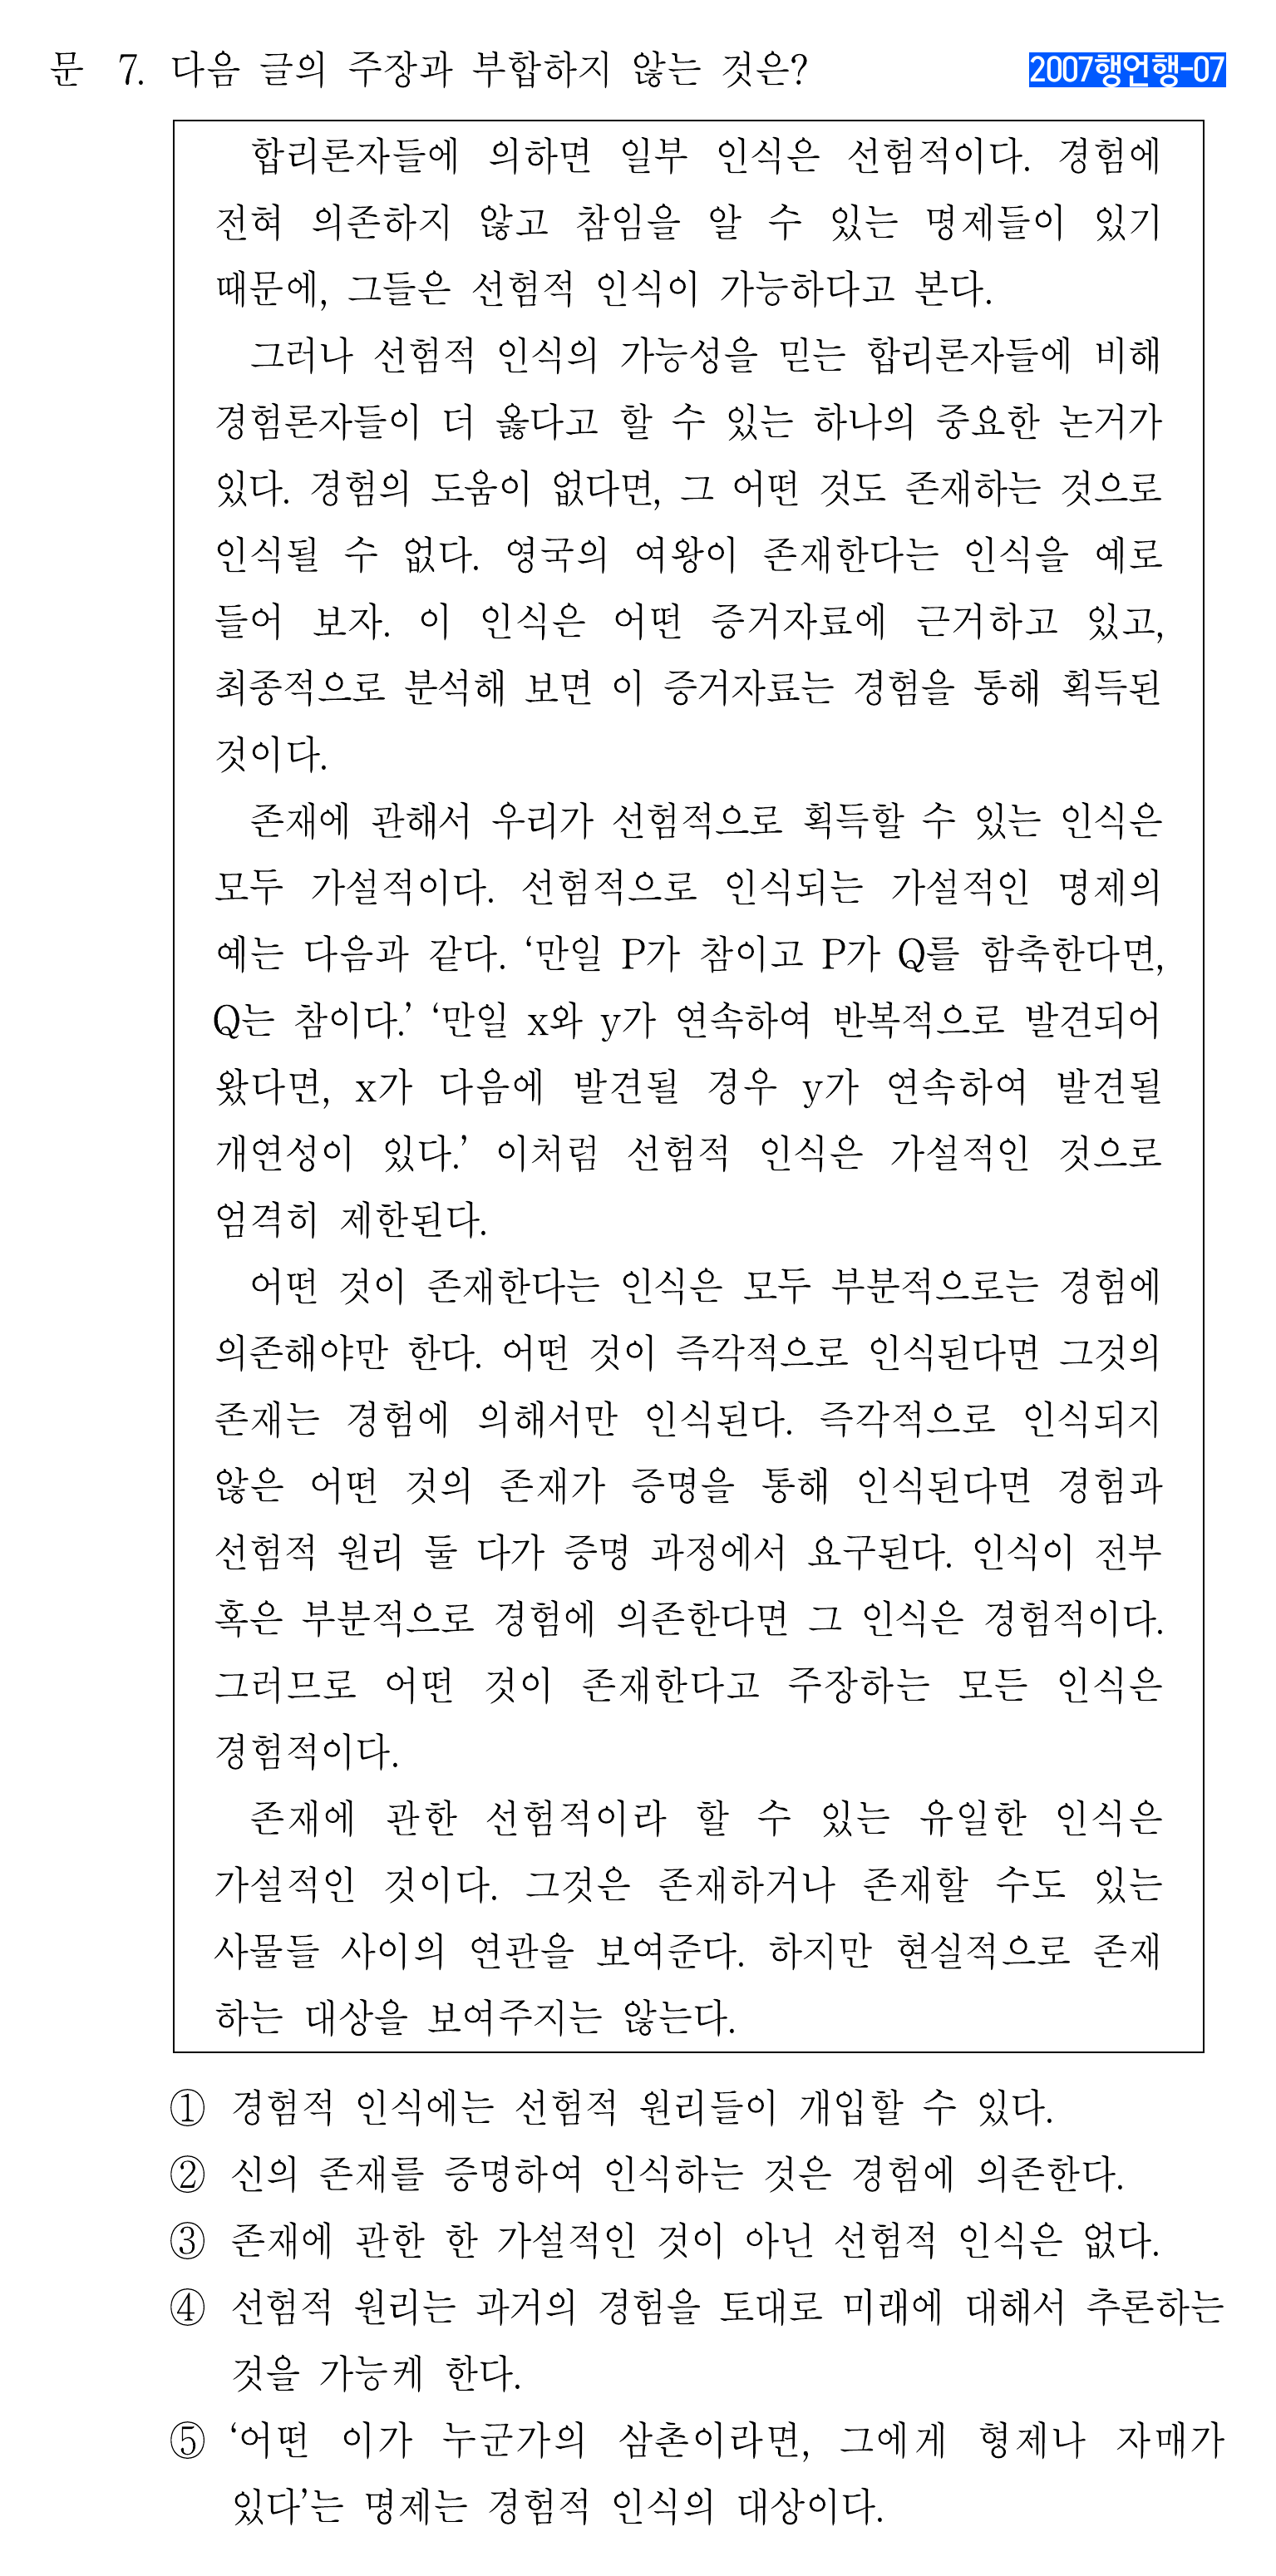 문 7. 다음 글의 주장과 부합하지 않는 것은?
2007행언행-07
합리론자들에 의하면 일부 인식은 선험적이다. 경험에
전혀 의존하지 않고 참임을 알 수 있는 명제들이 있기
때문에, 그들은 선험적 인식이 가능하다고 본다.
그러나 선험적 인식의 가능성을 믿는 합리론자들에 비해
경험론자들이 더 옳다고 할 수 있는 하나의 중요한 논거가
있다. 경험의 도움이 없다면, 그 어떤 것도 존재하는 것으로
인식될 수 없다. 영국의 여왕이 존재한다는 인식을 예로
들어 보자. 이 인식은 어떤 증거자료에 근거하고 있고,
최종적으로 분석해 보면 이 증거자료는 경험을 통해 획득된
것이다.
존재에 관해서 우리가 선험적으로 획득할 수 있는 인식은
모두 가설적이다. 선험적으로 인식되는 가설적인 명제의
예는 다음과 같다. ‘만일 P가 참이고 P가 Q를 함축한다면,
Q는 참이다.’ ‘만일 x와 y가 연속하여 반복적으로 발견되어
왔다면, x가 다음에 발견될 경우 y가 연속하여 발견될
개연성이 있다.’ 이처럼 선험적 인식은 가설적인 것으로
엄격히 제한된다.
어떤 것이 존재한다는 인식은 모두 부분적으로는 경험에
의존해야만 한다. 어떤 것이 즉각적으로 인식된다면 그것의
존재는 경험에 의해서만 인식된다. 즉각적으로 인식되지
않은 어떤 것의 존재가 증명을 통해 인식된다면 경험과
선험적 원리 둘 다가 증명 과정에서 요구된다. 인식이 전부
혹은 부분적으로 경험에 의존한다면 그 인식은 경험적이다.
그러므로 어떤 것이 존재한다고 주장하는 모든 인식은
경험적이다.
존재에 관한 선험적이라 할 수 있는 유일한 인식은
가설적인 것이다. 그것은 존재하거나 존재할 수도 있는
사물들 사이의 연관을 보여준다. 하지만 현실적으로 존재
하는 대상을 보여주지는 않는다.
① 경험적 인식에는 선험적 원리들이 개입할 수 있다.
② 신의 존재를 증명하여 인식하는 것은 경험에 의존한다.
③ 존재에 관한 한 가설적인 것이 아닌 선험적 인식은 없다.
④ 선험적 원리는 과거의 경험을 토대로 미래에 대해서 추론하는
것을 가능케 한다.
⑤ ‘어떤 이가 누군가의 삼촌이라면, 그에게 형제나 자매가
있다’는 명제는 경험적 인식의 대상이다.